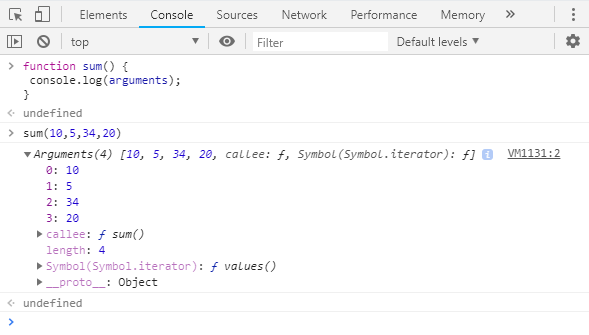 Elements Console Sources Network Performance Memory »
top ▼ Filter Default levels ▼
> function sum() {
console.log(arguments);
}
<· undefined
> sum(10,5,34,20)
▼Arguments(4) [10, 5, 34, 20, callee: ƒ, Symbol(Symbol.iterator): ƒ] i VM1131:2
0: 10
1: 5
2: 34
3: 20
▶callee: ƒ sum()
length: 4
▶Symbol(Symbol.iterator): ƒ values()
▶__proto__: Object
<· undefined
>